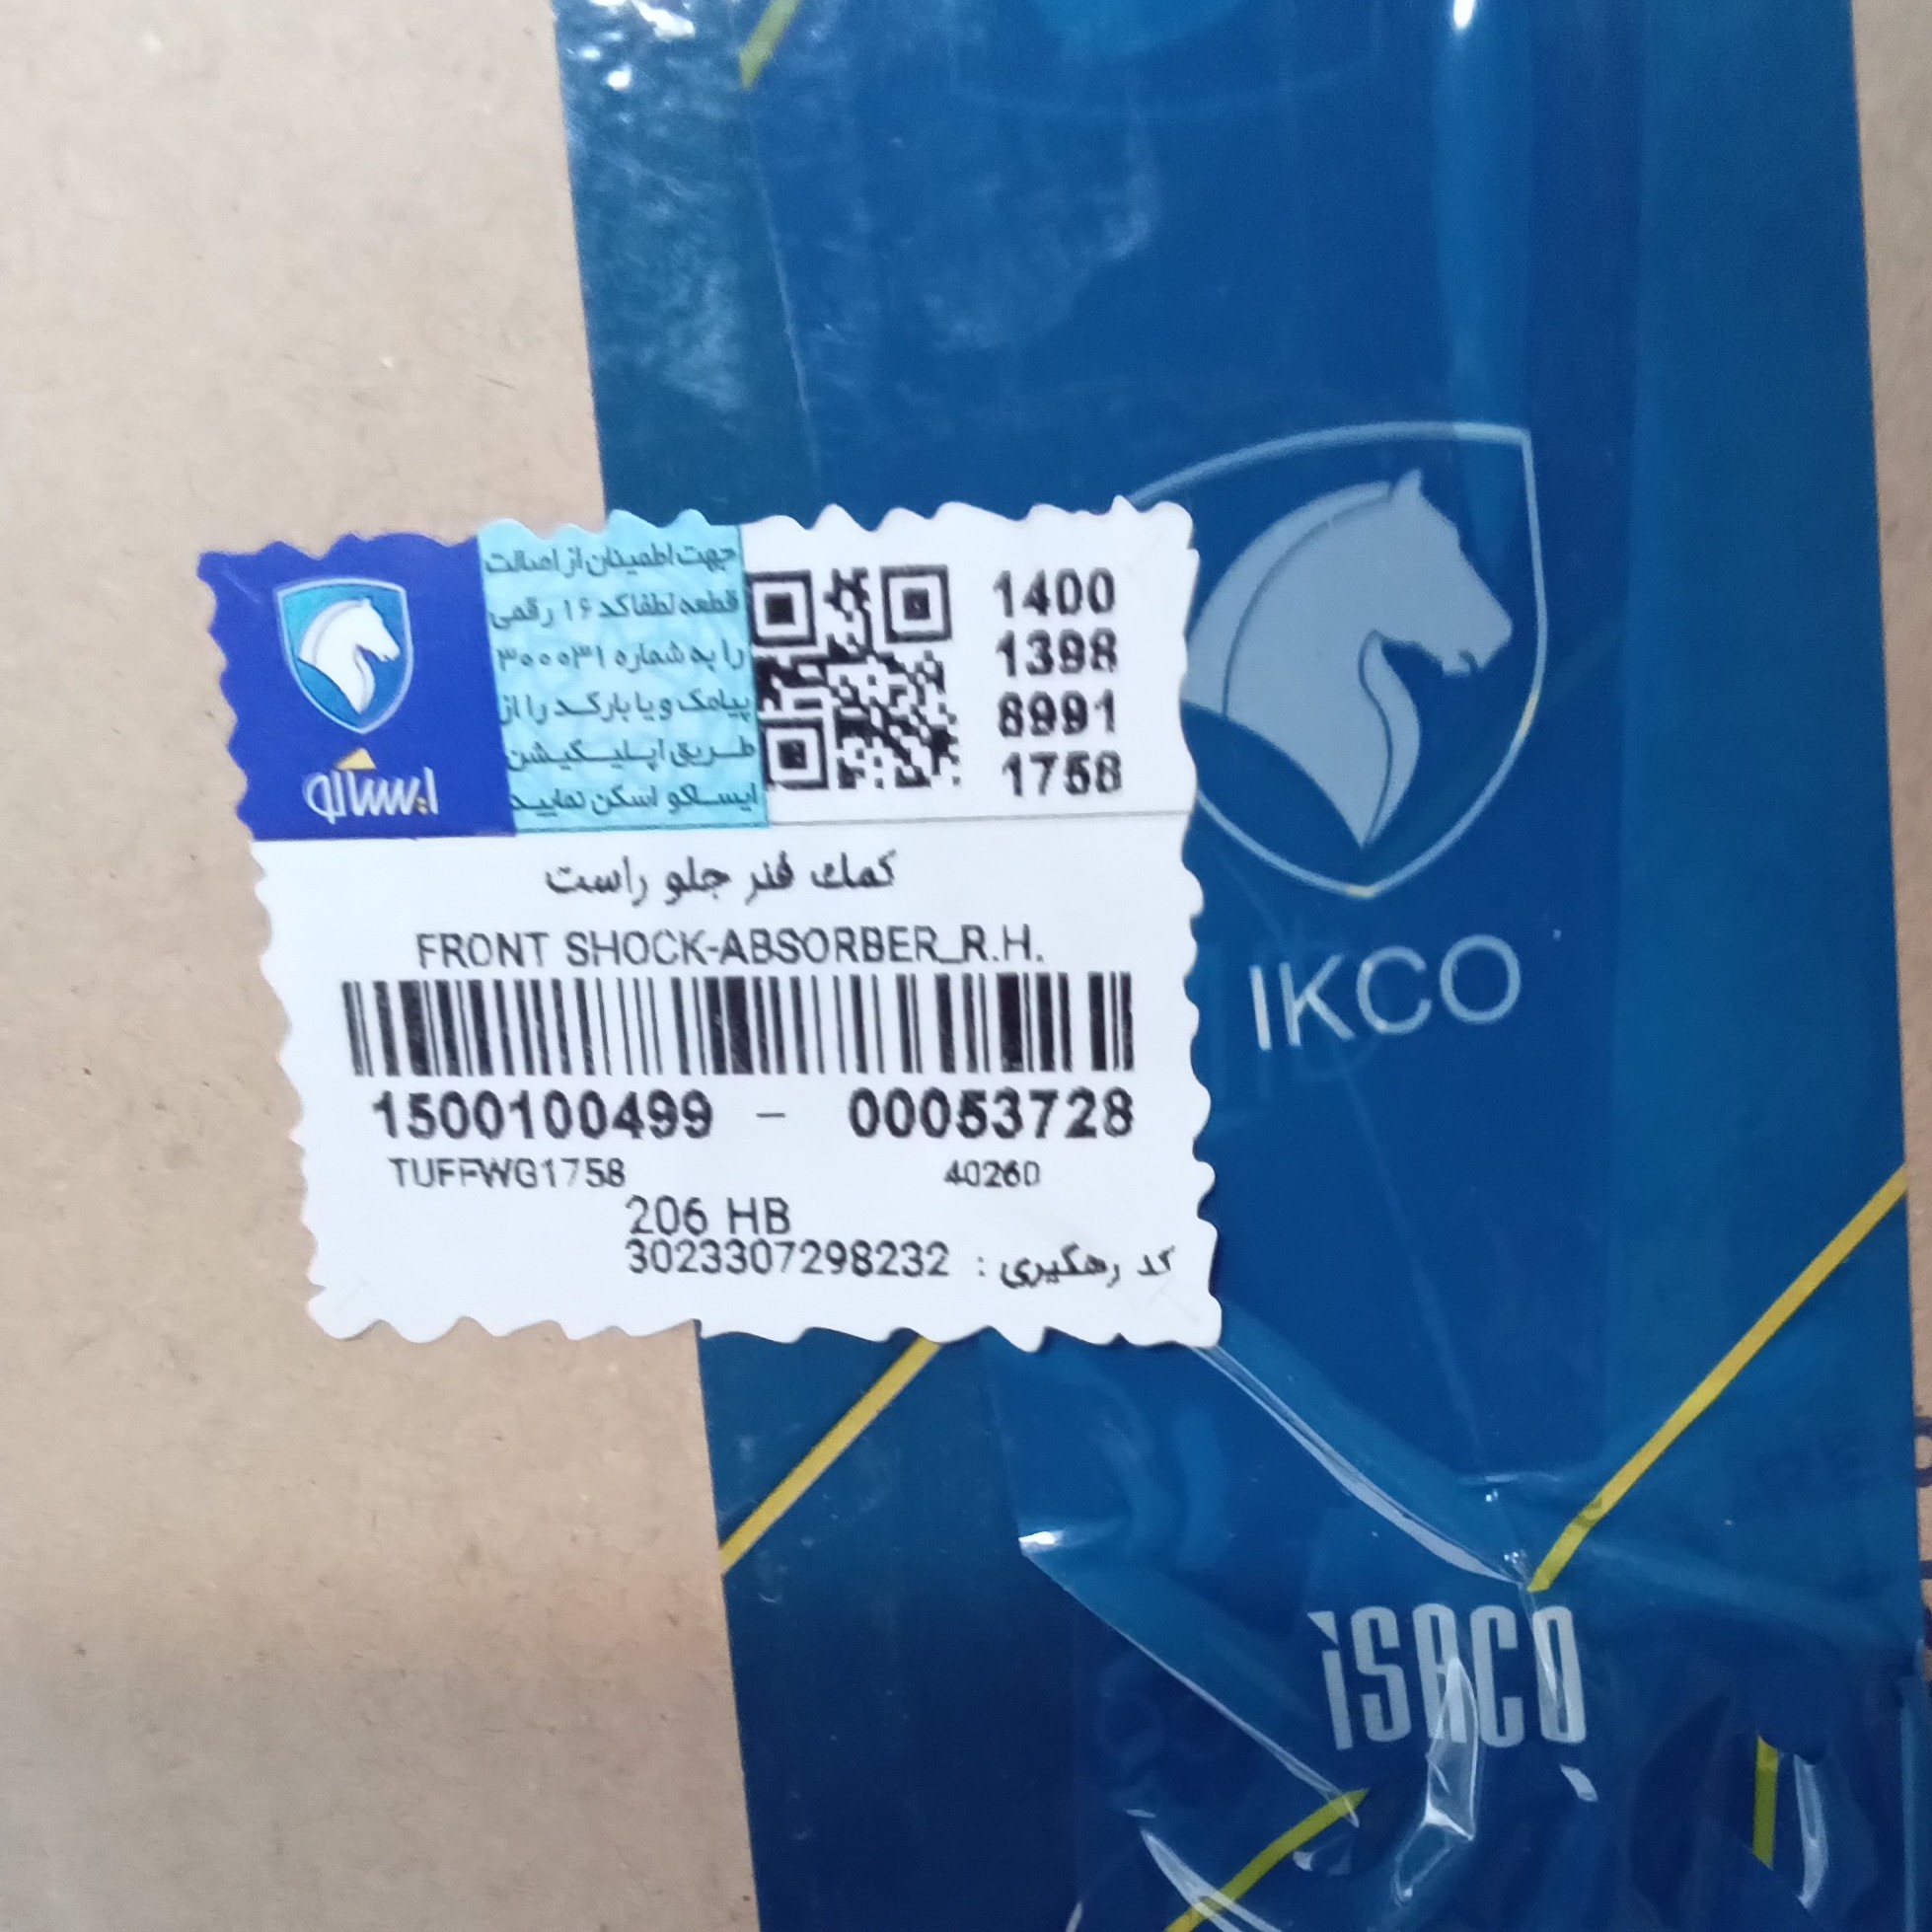 جهت اطمینان از اصالت
قطعه لطفا کد ۱۶ رقمی
را به شماره ۳۰۰۰۳۱
پیامک و یا بارکد را از
طریق اپلیکیشن
ایساکو اسکن نمایید
1400
1398
8991
1758
ایساکو
كمك فنر جلو راست
FRONT SHOCK-ABSORBER_R.H.
1500100499 - 00053728
TUFFWG1758 40260
206 HB
کد رهگیری : 3023307298232
IKCO
ISACO